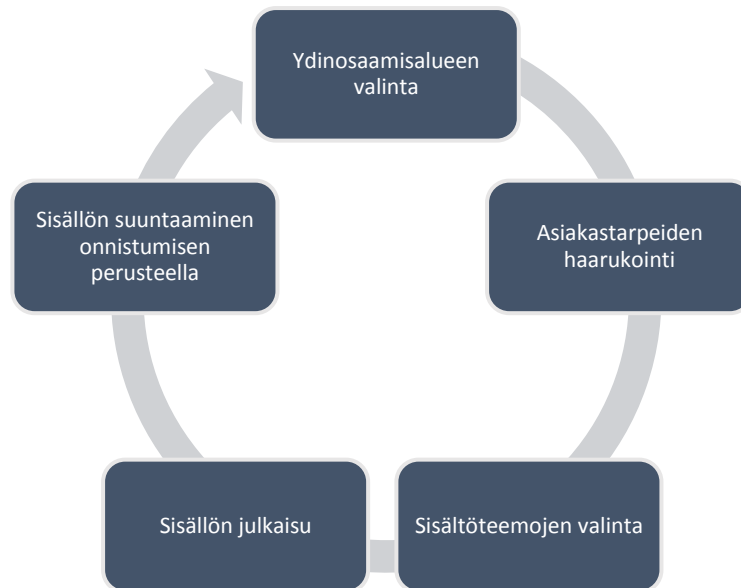 Ydinosaamisalueen
valinta
Asiakastarpeiden
haarukointi
Sisältöteemojen valinta
Sisällön julkaisu
Sisällön suuntaaminen
onnistumisen
perusteella